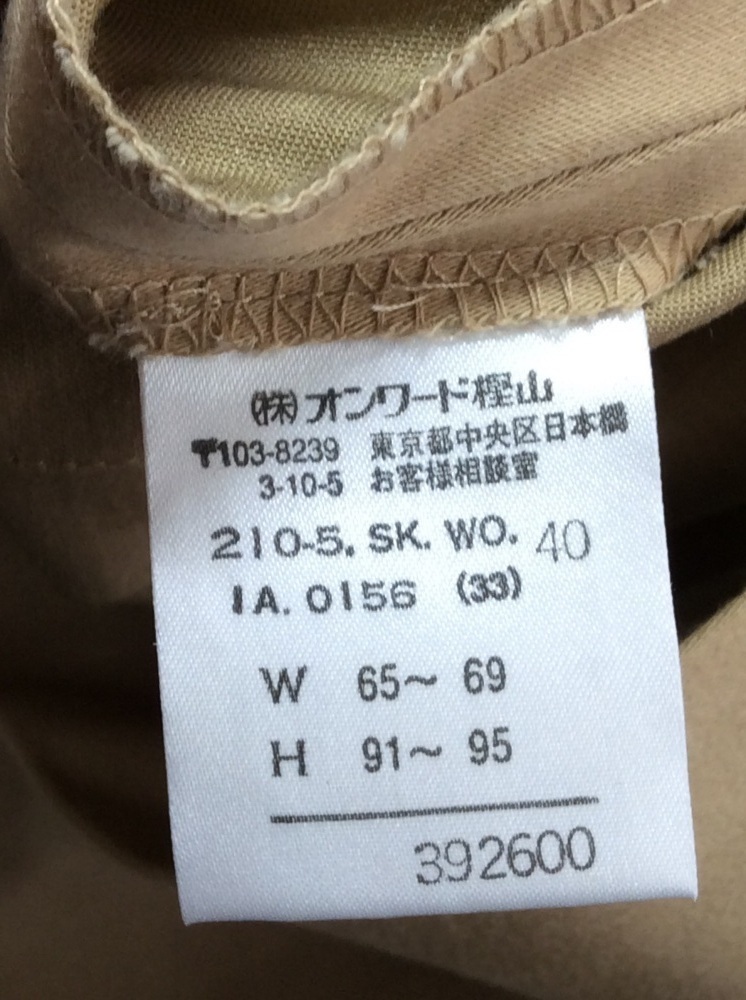 (株)オンワード樫山
〒103-8239 東京都中央区日本橋
3-10-5 お客様相談室
210-5. SK. WO. 40
IA. 0156 (33)
W 65~ 69
H 91~ 95
392600